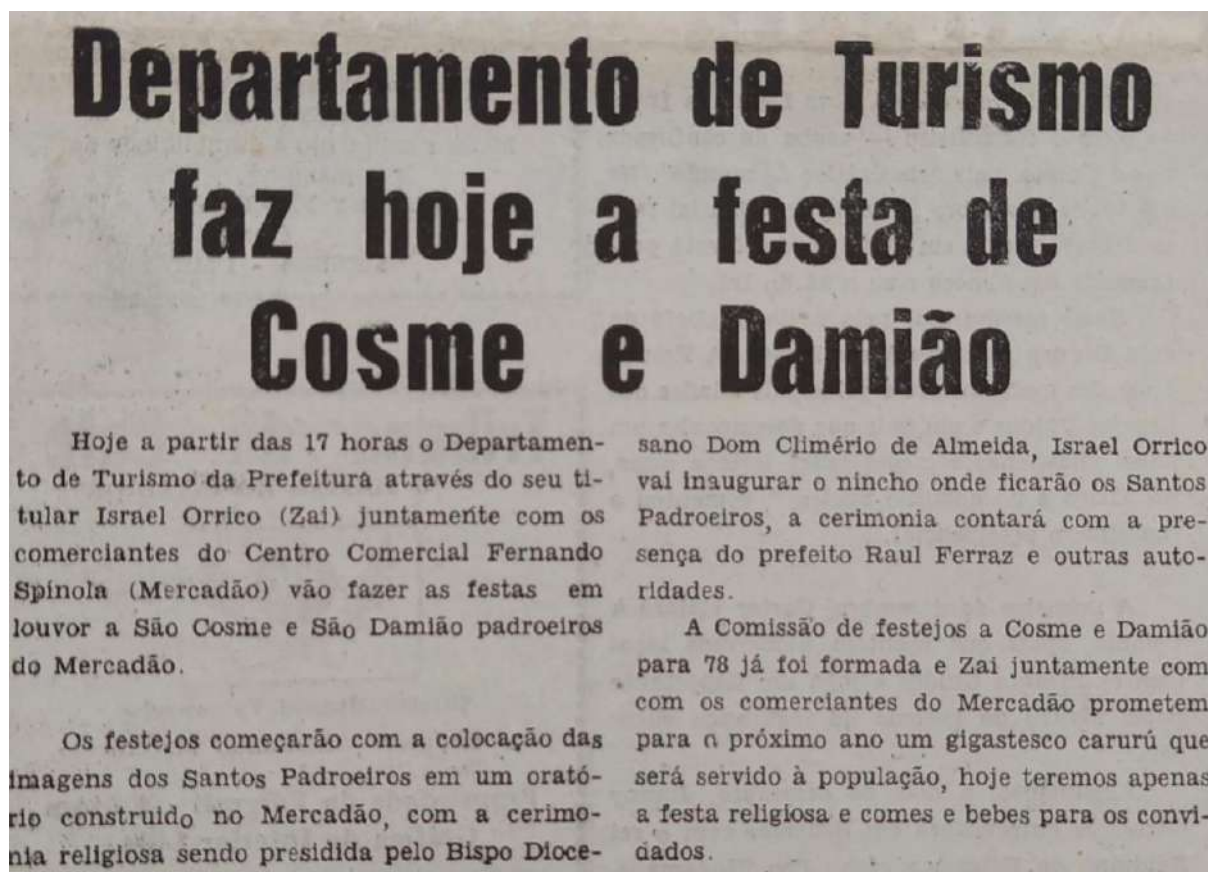 Departamento de Turismo
faz hoje a festa de
Cosme e Damião
Hoje a partir das 17 horas o Departamen-
to de Turismo da Prefeitura através do seu ti-
tular Israel Orrico (Zai) juntamente com os
comerciantes do Centro Comercial Fernando
Spínola (Mercadão) vão fazer as festas em
louvor a São Cosme e São Damião padroeiros
do Mercadão.
Os festejos começarão com a colocação das
imagens dos Santos Padroeiros em um orató-
rio construido no Mercadão, com a cerimo-
nia religiosa sendo presidida pelo Bispo Dioce-
sano Dom Climério de Almeida, Israel Orrico
vai inaugurar o nincho onde ficarão os Santos
Padroeiros, a cerimonia contará com a pre-
sença do prefeito Raul Ferraz e outras auto-
ridades.
A Comissão de festejos a Cosme e Damião
para 78 já foi formada e Zai juntamente com
com os comerciantes do Mercadão prometem
para o próximo ano um gigastesco carurú que
será servido à população, hoje teremos apenas
a festa religiosa e comes e bebes para os convi-
dados.